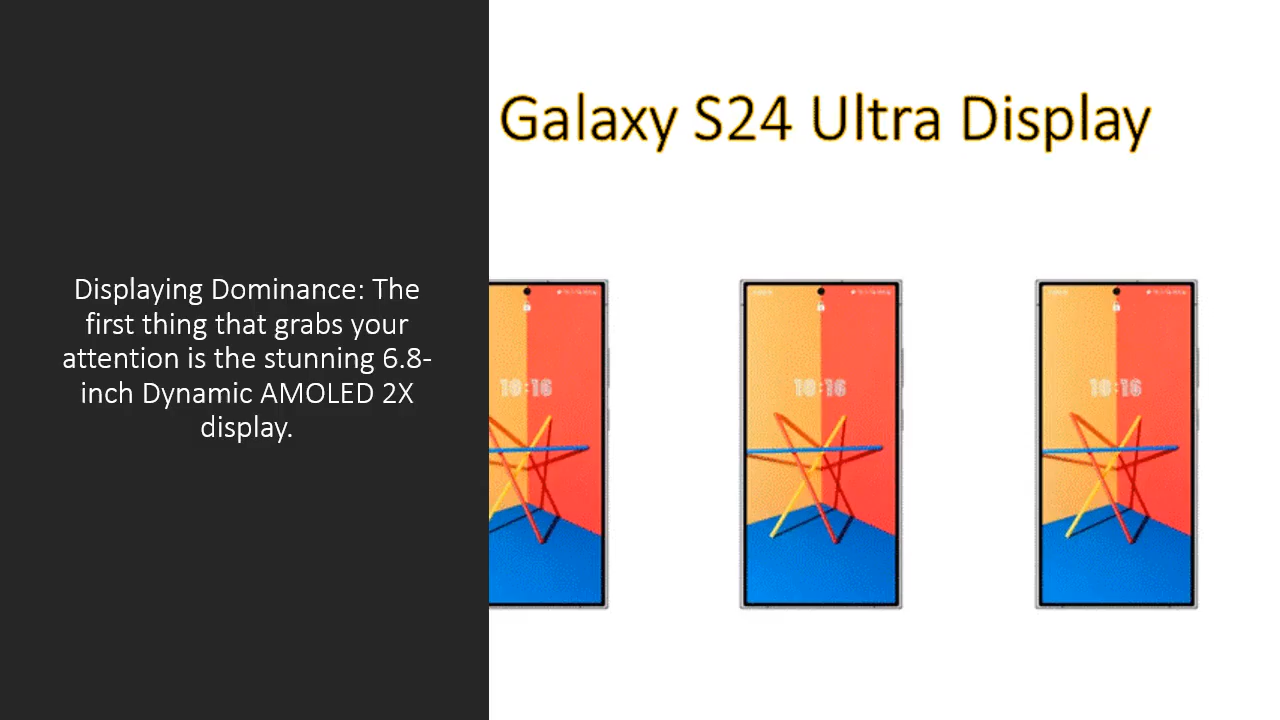 Galaxy S24 Ultra Display
Displaying Dominance: The
first thing that grabs your
attention is the stunning 6.8-
inch Dynamic AMOLED 2X
display.
10:16
10:16
10:16